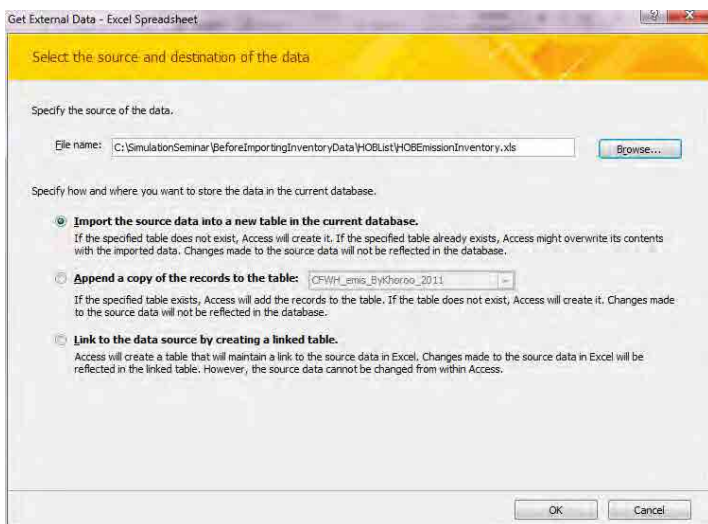 Get External Data - Excel Spreadsheet
Select the source and destination of the data
Specify the source of the data.
File name: C:\SimulationSeminar\BeforeImportingInventoryData\HOBList\HOBEmissionInventory.xls Browse...
Specify how and where you want to store the data in the current database.
Import the source data into a new table in the current database.
If the specified table does not exist, Access will create it. If the specified table already exists, Access might overwrite its contents
with the imported data. Changes made to the source data will not be reflected in the database.
Append a copy of the records to the table: CFWH_emis_ByKhoroo_2011
If the specified table exists, Access will add the records to the table. If the table does not exist, Access will create it. Changes made
to the source data will not be reflected in the database.
Link to the data source by creating a linked table.
Access will create a table that will maintain a link to the source data in Excel. Changes made to the source data in Excel will be
reflected in the linked table. However, the source data cannot be changed from within Access.
OK Cancel